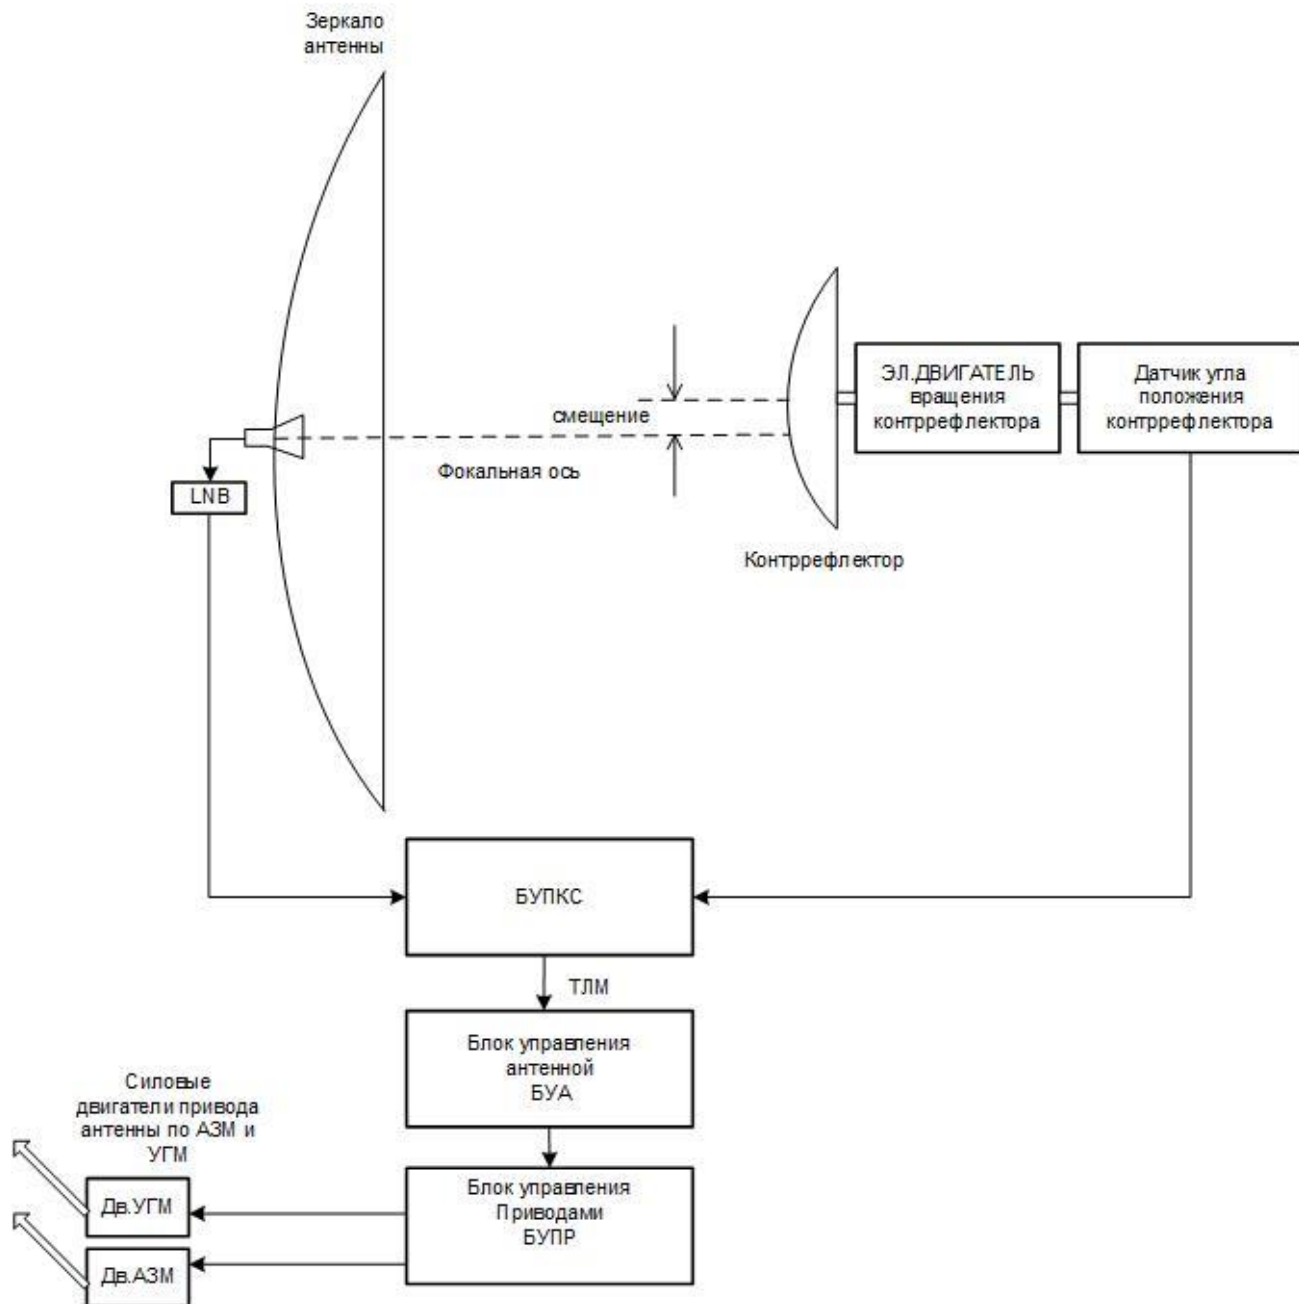 Зеркало
антенны
ЭЛ.ДВИГАТЕЛЬ
вращения
контррефлектора
Датчик угла
положения
контррефлектора
смещение
Фокальная ось
LNB
Контррефлектор
БУПКС
ТЛМ
Блок управления
антенной
БУА
Силовые
двигатели привода
антенны по АЗМ и
УГМ
Блок управления
Приводами
БУПР
Дв.УГМ
Дв.АЗМ